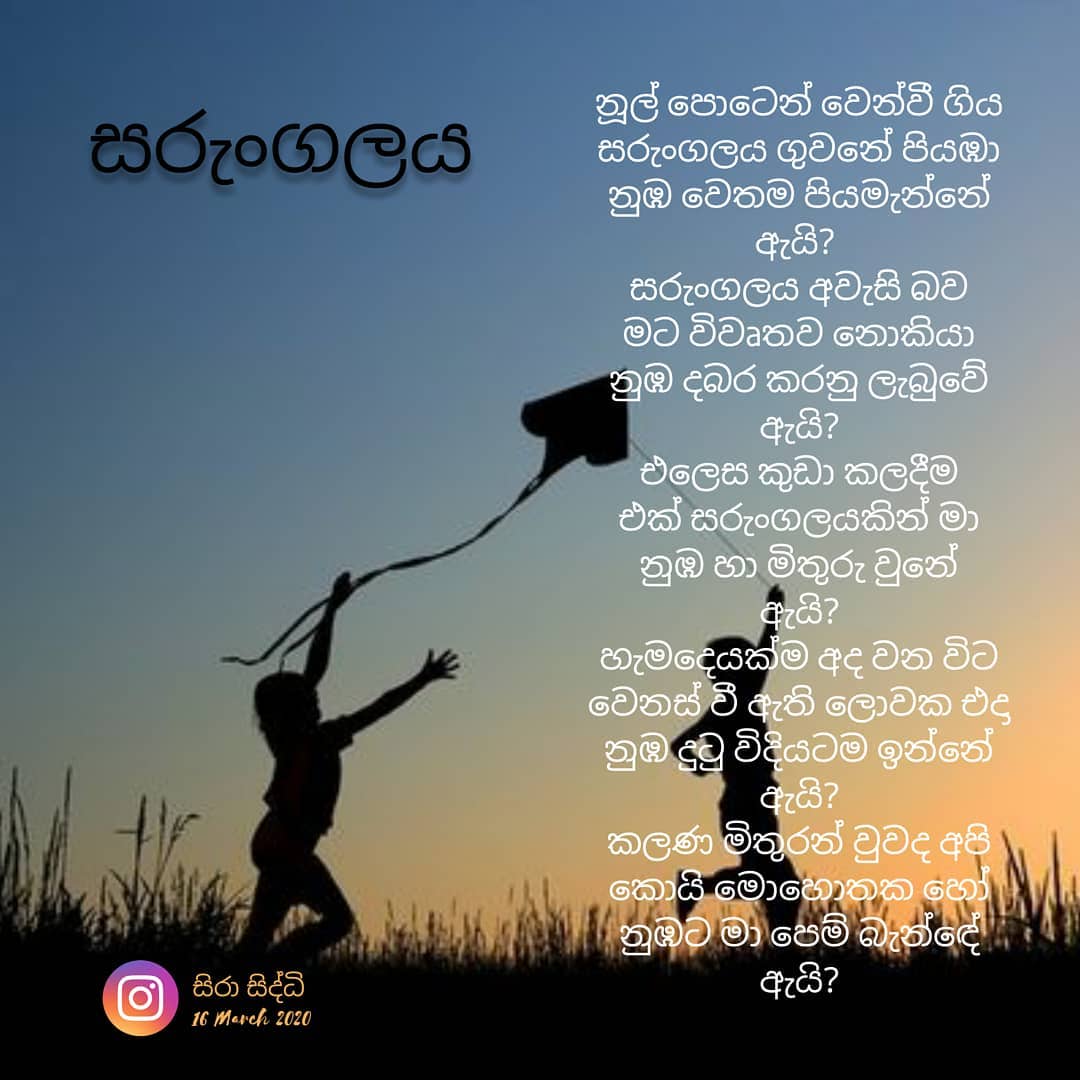 සරුංගලය
නූල් පොටෙන් වෙන්වී ගිය
සරුංගලය ගුවනේ පියඹා
නුඹ වෙතම පියමැන්නේ
ඇයි?
සරුංගලය අවැසි බව
මට විවෘතව නොකියා
නුඹ දබර කරනු ලැබුවේ
ඇයි?
එලෙස කුඩා කලදීම
එක් සරුංගලයකින් මා
නුඹ හා මිතුරු වුනේ
ඇයි?
හැමදෙයක්ම අද වන විට
වෙනස් වී ඇති ලොවක එදා
නුඹ දුටු විදියටම ඉන්නේ
ඇයි?
කලණ මිතුරන් වුවද අපි
කොයි මොහොතක හෝ
නුඹට මා පෙම් බැන්ඳේ
ඇයි?
සිරා සිද්ධි
16 March 2020